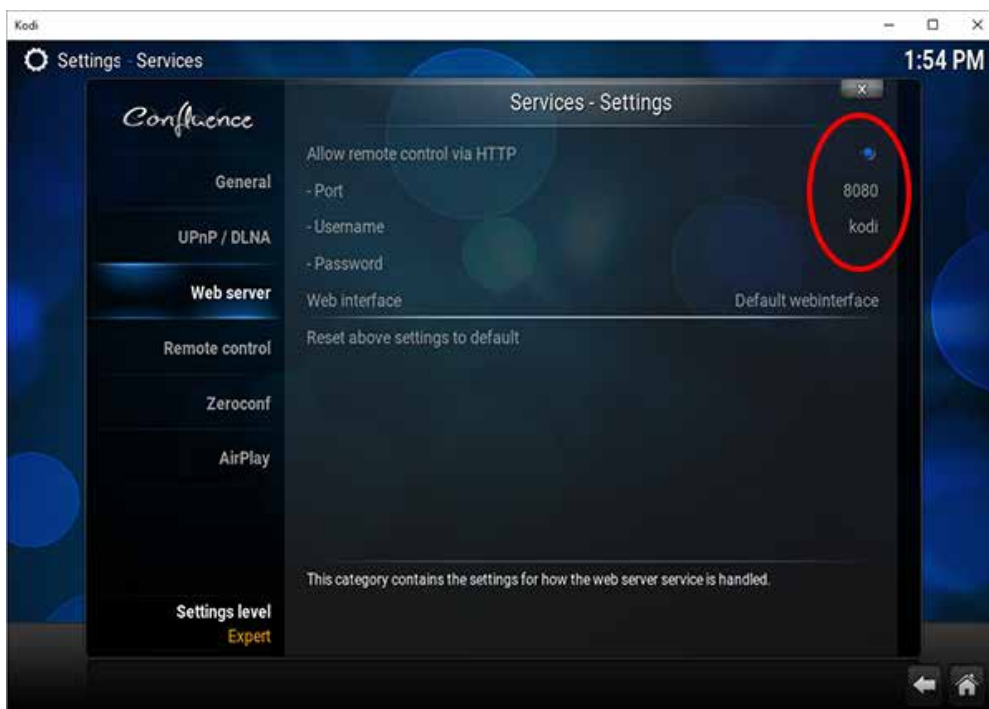 Kodi
Settings - Services
1:54 PM
Confluence
Services - Settings
X
General
UPnP / DLNA
Web server
Remote control
Zeroconf
AirPlay
Allow remote control via HTTP
- Port 8080
- Username kodi
- Password
Web interface Default webinterface
Reset above settings to default
This category contains the settings for how the web server service is handled.
Settings level
Expert